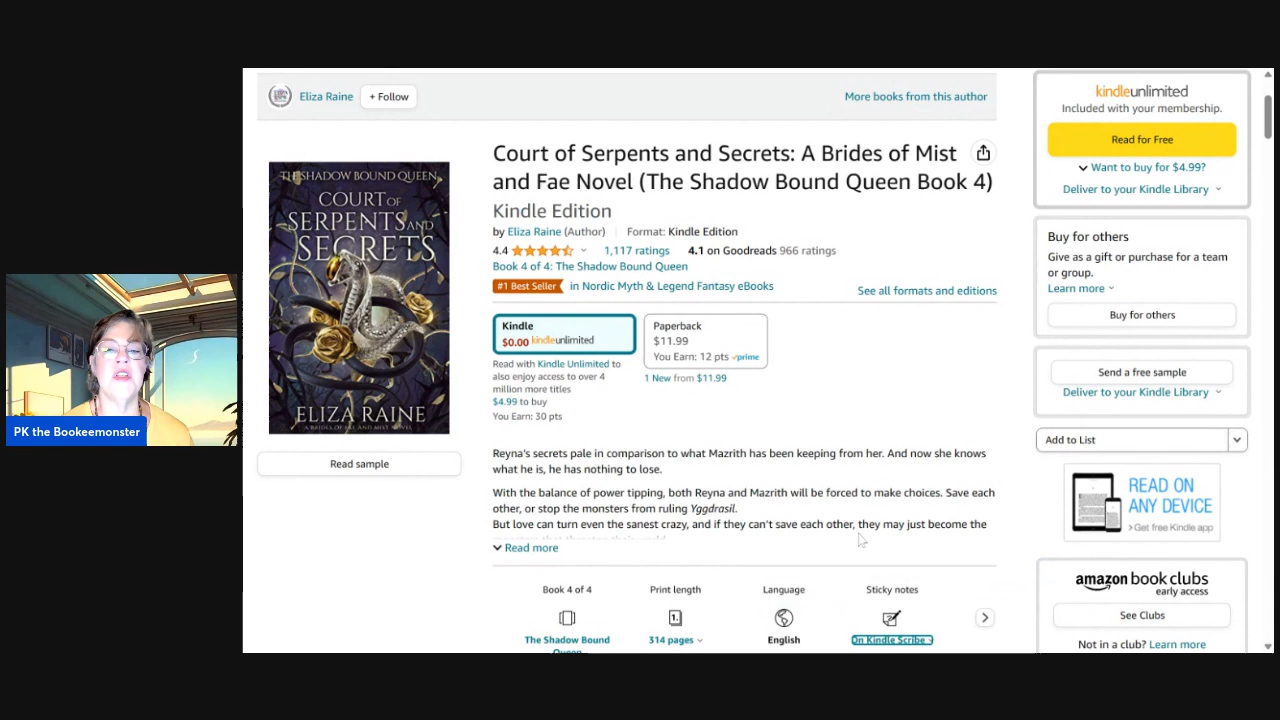 Eliza Raine
+ Follow
More books from this author
THE SHADOW BOUND QUEEN
COURT OF
SERPENTS AND
SECRETS
ELIZA RAINE
A BRIDES OF FAE AND MIST NOVEL
Read sample
Court of Serpents and Secrets: A Brides of Mist
and Fae Novel (The Shadow Bound Queen Book 4)
Kindle Edition
by Eliza Raine (Author) Format: Kindle Edition
4.4 1,117 ratings 4.1 on Goodreads 966 ratings
Book 4 of 4: The Shadow Bound Queen
#1 Best Seller in Nordic Myth & Legend Fantasy eBooks
See all formats and editions
Kindle
$0.00 kindleunlimited
Read with Kindle Unlimited to
also enjoy access to over 4
million more titles
$4.99 to buy
You Earn: 30 pts
Paperback
$11.99
You Earn: 12 pts prime
1 New from $11.99
Reyna's secrets pale in comparison to what Mazrith has been keeping from her. And now she knows
what he is, he has nothing to lose.
With the balance of power tipping, both Reyna and Mazrith will be forced to make choices. Save each
other, or stop the monsters from ruling Yggdrasil.
But love can turn even the sanest crazy, and if they can't save each other, they may just become the
Read more
Book 4 of 4
The Shadow Bound
Queen
Print length
314 pages
Language
English
Sticky notes
On Kindle Scribe
kindleunlimited
Included with your membership.
Read for Free
Want to buy for $4.99?
Deliver to your Kindle Library
Buy for others
Give as a gift or purchase for a team
or group.
Learn more
Buy for others
Send a free sample
Deliver to your Kindle Library
Add to List
READ ON
ANY DEVICE
>Get free Kindle app
amazon book clubs
early access
See Clubs
Not in a club? Learn more
PK the Bookeemonster